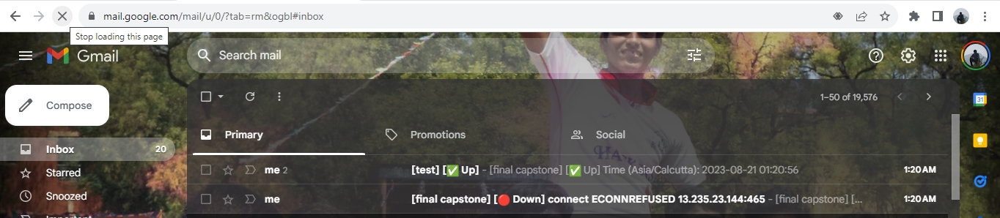 mail.google.com/mail/u/0/?tab=rm&ogbl#inbox
Stop loading this page
Gmail
Search mail
Compose
1–50 of 19,576
31
Primary
Promotions
Social
Inbox 20
me 2 [test] [✅ Up] - [final capstone] [✅ Up] Time (Asia/Calcutta): 2023-08-21 01:20:56 1:20 AM
Starred
me [final capstone] [🔴 Down] connect ECONNREFUSED 13.235.23.144:465 - [final capstone] [... 1:20 AM
Snoozed